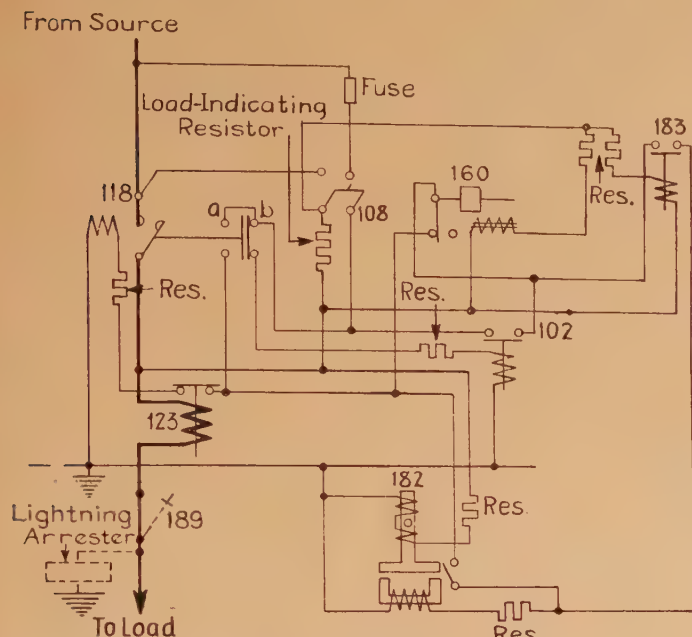 From Source
Fuse
Load-Indicating
Resistor
183
118
a
b
108
160
Res.
Res.
Res.
102
123
182
Res.
Lightning
Arrester
189
To Load
Res.